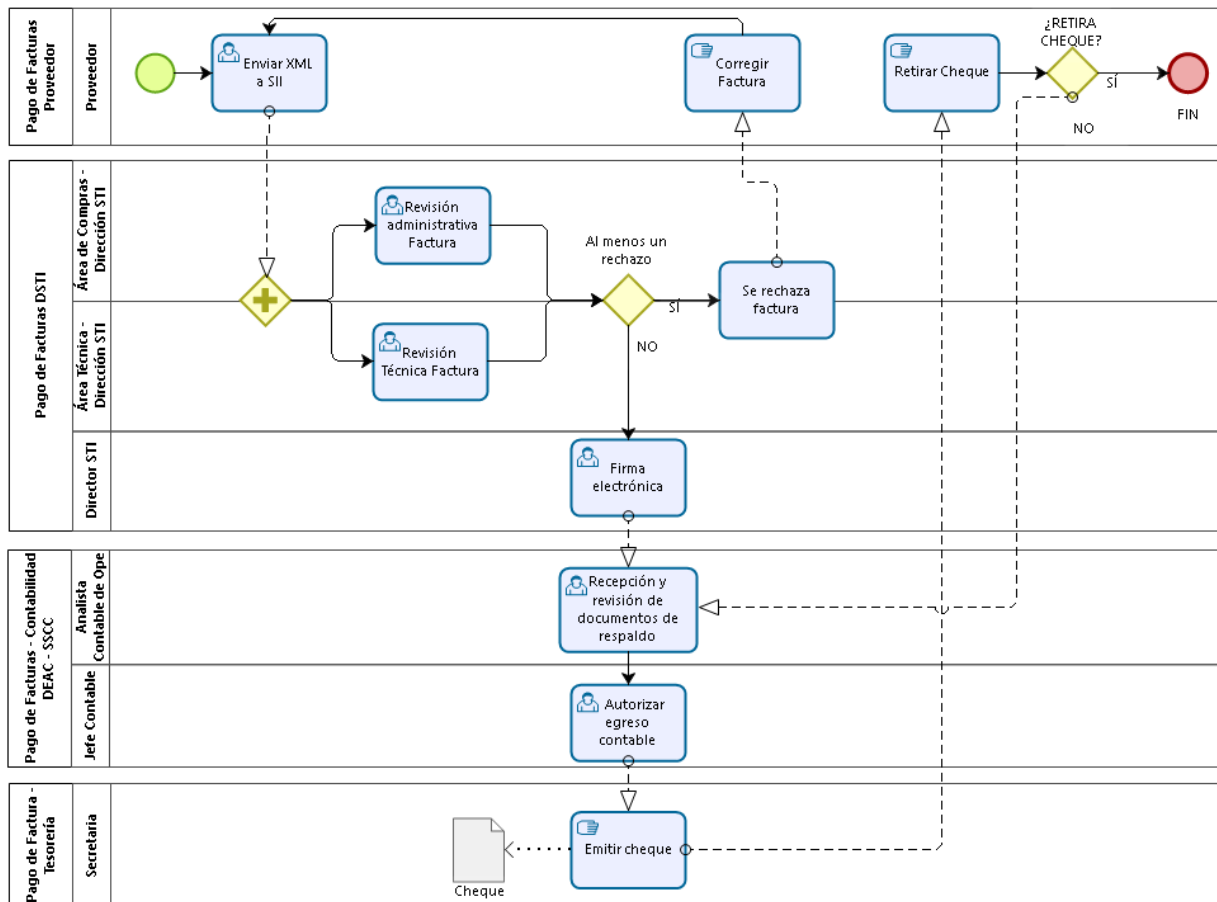 Pago de Facturas
Proveedor
Proveedor
Enviar XML
a SII
Corregir
Factura
Retirar Cheque
¿RETIRA
CHEQUE?
SÍ
NO
FIN
Pago de Facturas DSTI
Área de Compras -
Dirección STI
Área Técnica -
Dirección STI
Director STI
Revisión
administrativa
Factura
Revisión
Técnica Factura
Al menos un
rechazo
SÍ
NO
Se rechaza
factura
Firma
electrónica
Pago de Facturas - Contabilidad
DEAC - SSCC
Analista
Contable de Ope
Jefe Contable
Recepción y
revisión de
documentos de
respaldo
Autorizar
egreso
contable
Pago de Factura -
Tesorería
Secretaria
Cheque
Emitir cheque